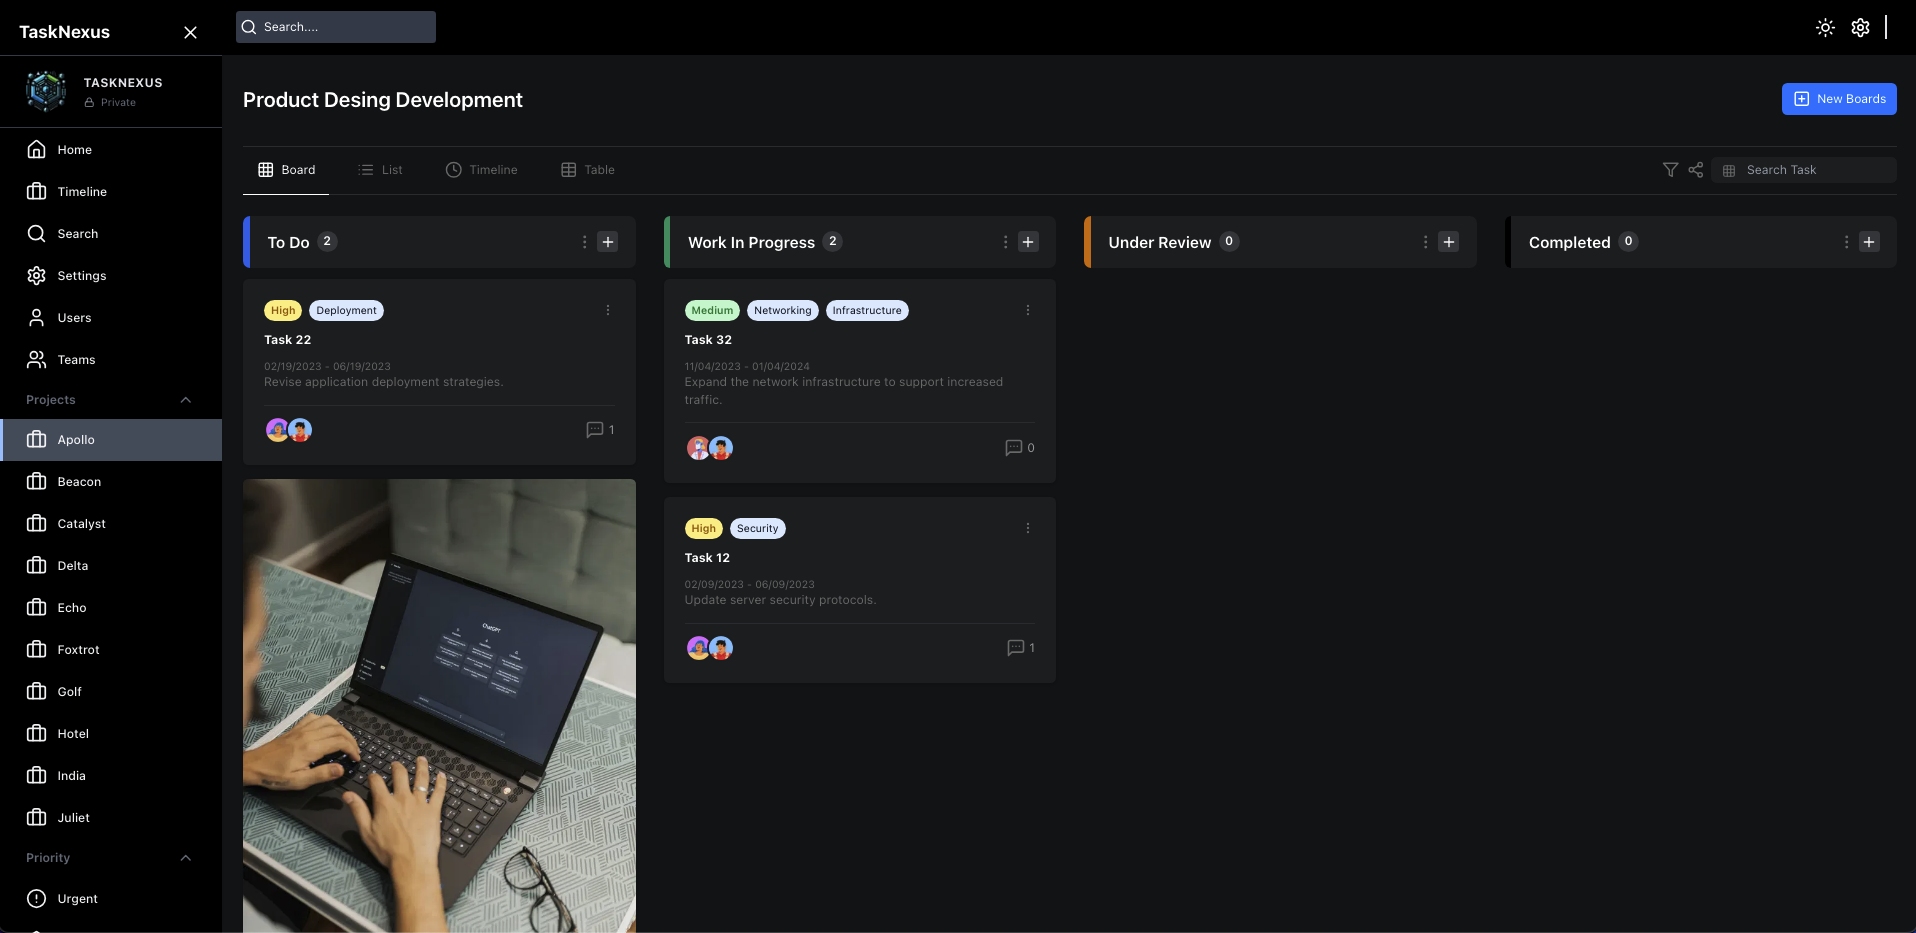 TaskNexus
Search....
TASKNEXUS
Private
Home
Timeline
Search
Settings
Users
Teams
Projects
Apollo
Beacon
Catalyst
Delta
Echo
Foxtrot
Golf
Hotel
India
Juliet
Priority
Urgent
Product Desing Development
New Boards
Board
List
Timeline
Table
Search Task
To Do 2
High Deployment
Task 22
02/19/2023 - 06/19/2023
Revise application deployment strategies.
1
ChatGPT
Work In Progress 2
Medium Networking Infrastructure
Task 32
11/04/2023 - 01/04/2024
Expand the network infrastructure to support increased
traffic.
0
High Security
Task 12
02/09/2023 - 06/09/2023
Update server security protocols.
1
Under Review 0
Completed 0